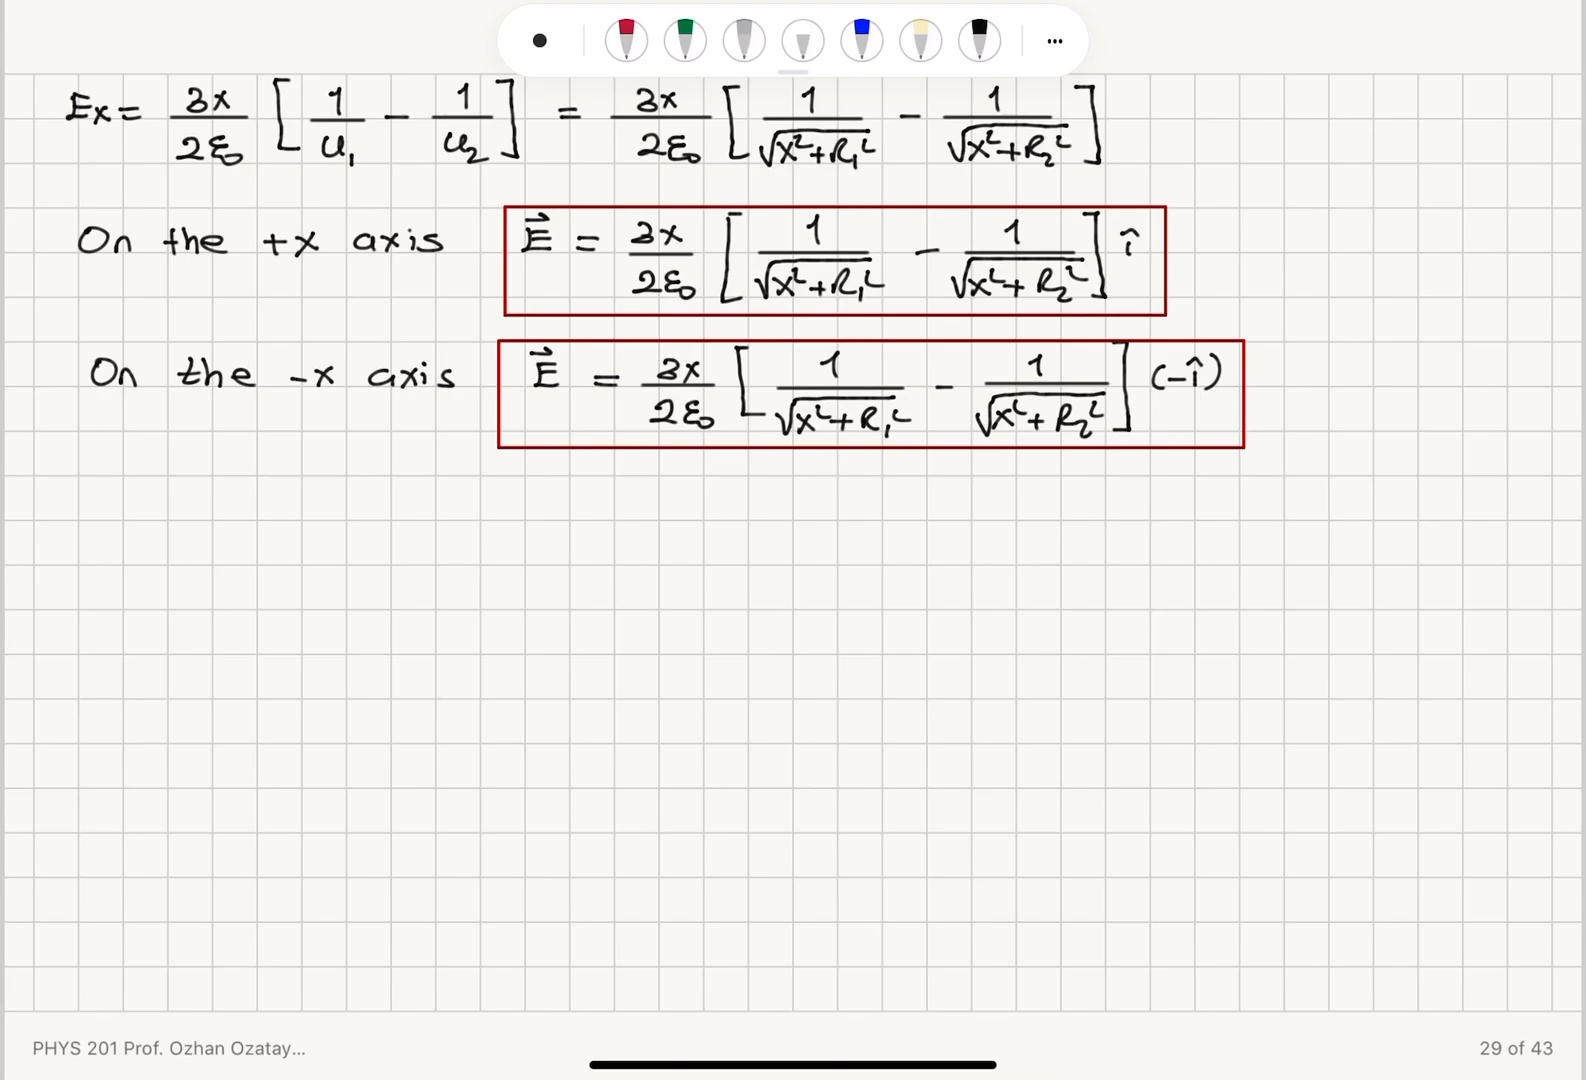 Ex = 3x/2ε₀ [1/u₁ − 1/u₂] = 3x/2ε₀ [1/√(x²+R₁²) − 1/√(x²+R₂²)]
On the +x axis E⃗ = 3x/2ε₀ [1/√(x²+R₁²) − 1/√(x²+R₂²)] î
On the -x axis E⃗ = 3x/2ε₀ [1/√(x²+R₁²) − 1/√(x²+R₂²)] (-î)
PHYS 201 Prof. Ozhan Ozatay...
29 of 43